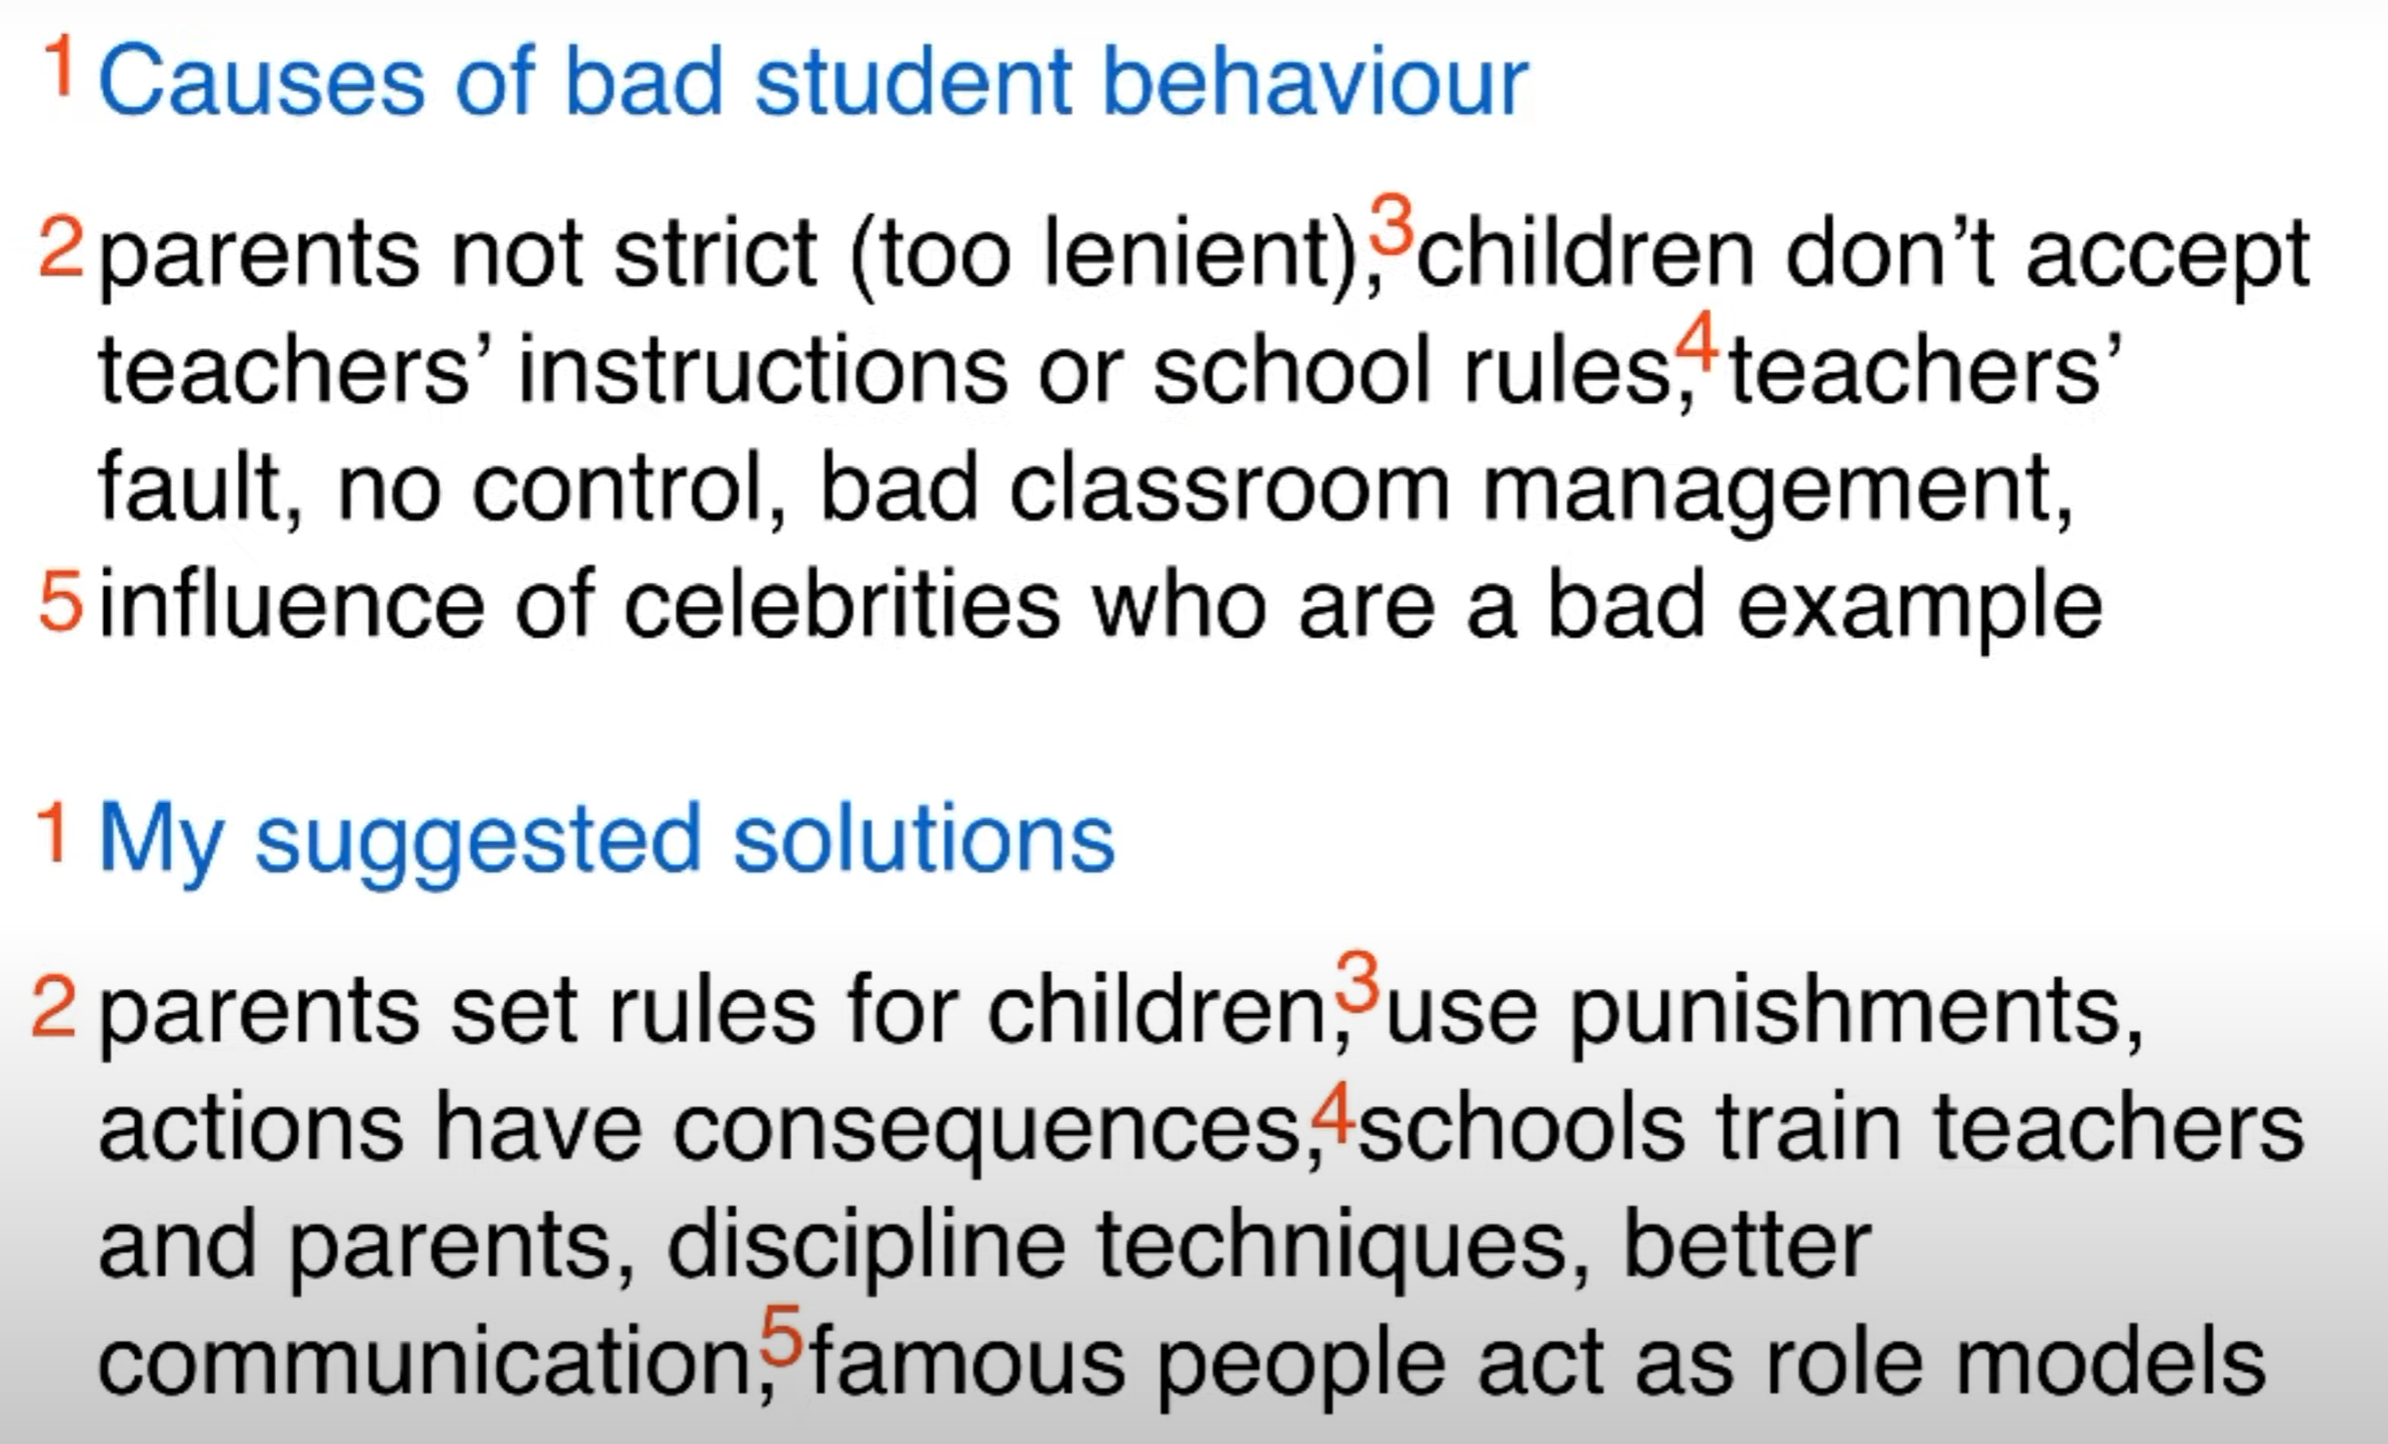 1 Causes of bad student behaviour
2 parents not strict (too lenient),3 children don’t accept
teachers’ instructions or school rules,4 teachers’
fault, no control, bad classroom management,
5 influence of celebrities who are a bad example
1 My suggested solutions
2 parents set rules for children,3 use punishments,
actions have consequences,4 schools train teachers
and parents, discipline techniques, better
communication,5 famous people act as role models